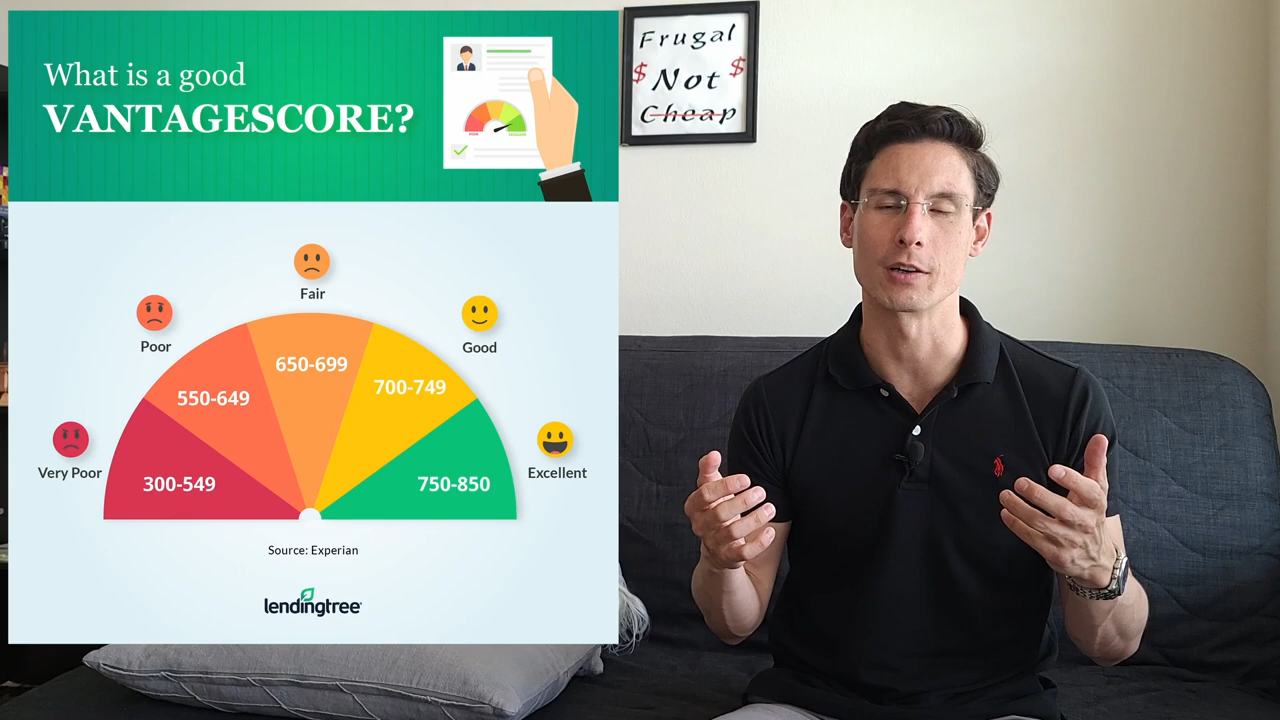 What is a good
VANTAGESCORE?
Frugal
$ Not $
Cheap
Fair
Poor
Good
650-699
550-649
700-749
Very Poor
Excellent
300-549
750-850
Source: Experian
lendingtree